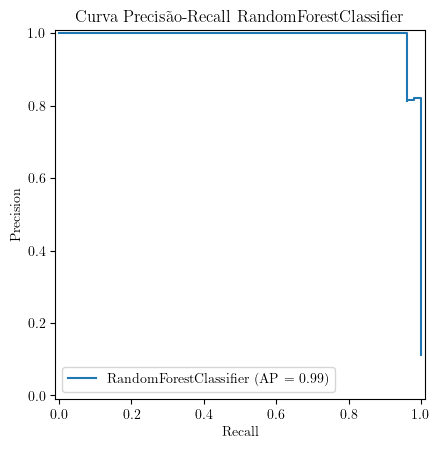 Curva Precisão-Recall RandomForestClassifier
1.0
0.8
0.6
0.4
0.2
0.0
Precision
RandomForestClassifier (AP = 0.99)
0.0 0.2 0.4 0.6 0.8 1.0
Recall